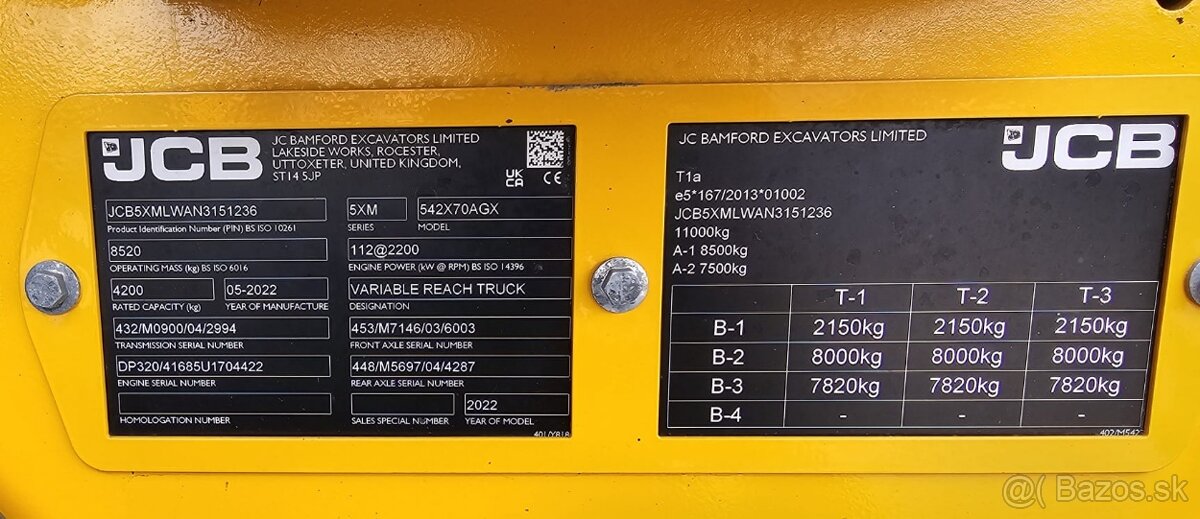 JCB
JC BAMFORD EXCAVATORS LIMITED
LAKESIDE WORKS, ROCESTER,
UTTOXETER, UNITED KINGDOM,
ST14 5JP
UK
CA CE
JCB5XMLWAN3151236 5XM 542X70AGX
Product Identification Number (PIN) BS ISO 10261 SERIES MODEL
8520 112@2200
OPERATING MASS (kg) BS ISO 6016 ENGINE POWER (kW @ RPM) BS ISO 14396
4200 05-2022 VARIABLE REACH TRUCK
RATED CAPACITY (kg) YEAR OF MANUFACTURE DESIGNATION
432/M0900/04/2994 453/M7146/03/6003
TRANSMISSION SERIAL NUMBER FRONT AXLE SERIAL NUMBER
DP320/41685U1704422 448/M5697/04/4287
ENGINE SERIAL NUMBER REAR AXLE SERIAL NUMBER
2022
HOMOLOGATION NUMBER SALES SPECIAL NUMBER YEAR OF MODEL
401/Y818
JC BAMFORD EXCAVATORS LIMITED
JCB
T1a
e5*167/2013*01002
JCB5XMLWAN3151236
11000kg
A-1 8500kg
A-2 7500kg
T-1 T-2 T-3
B-1 2150kg 2150kg 2150kg
B-2 8000kg 8000kg 8000kg
B-3 7820kg 7820kg 7820kg
B-4 - - -
402/M542
@( Bazos.sk